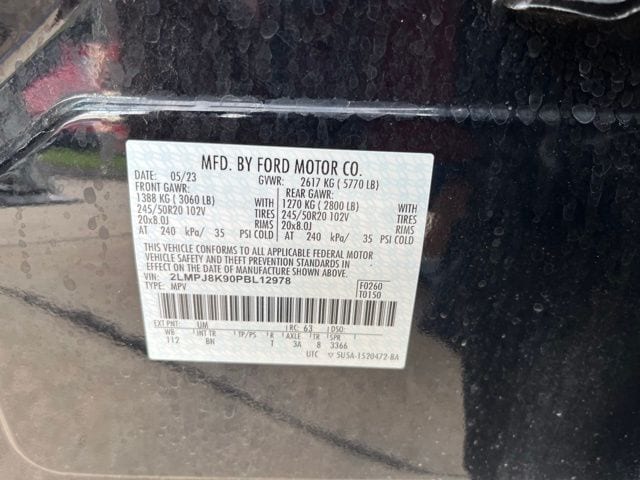 MFD. BY FORD MOTOR CO.
DATE: 05/23 GVWR: 2617 KG ( 5770 LB)
FRONT GAWR: REAR GAWR:
1388 KG ( 3060 LB) WITH 1270 KG ( 2800 LB) WITH
245/50R20 102V TIRES 245/50R20 102V TIRES
20x8.0J RIMS 20x8.0J RIMS
AT 240 kPa/ 35 PSI COLD AT 240 kPa/ 35 PSI COLD
THIS VEHICLE CONFORMS TO ALL APPLICABLE FEDERAL MOTOR
VEHICLE SAFETY AND THEFT PREVENTION STANDARDS IN
EFFECT ON THE DATE OF MANUFACTURE SHOWN ABOVE.
VIN: 2LMPJ8K90PBL12978 F0260
TYPE: MPV T0150
EXT PNT: UM RC: 63 DSO:
WB INT TR TP/PS R AXLE TR SPR
112 BN T 3A 8 3366
UTC ▽ 5U5A-1520472-BA